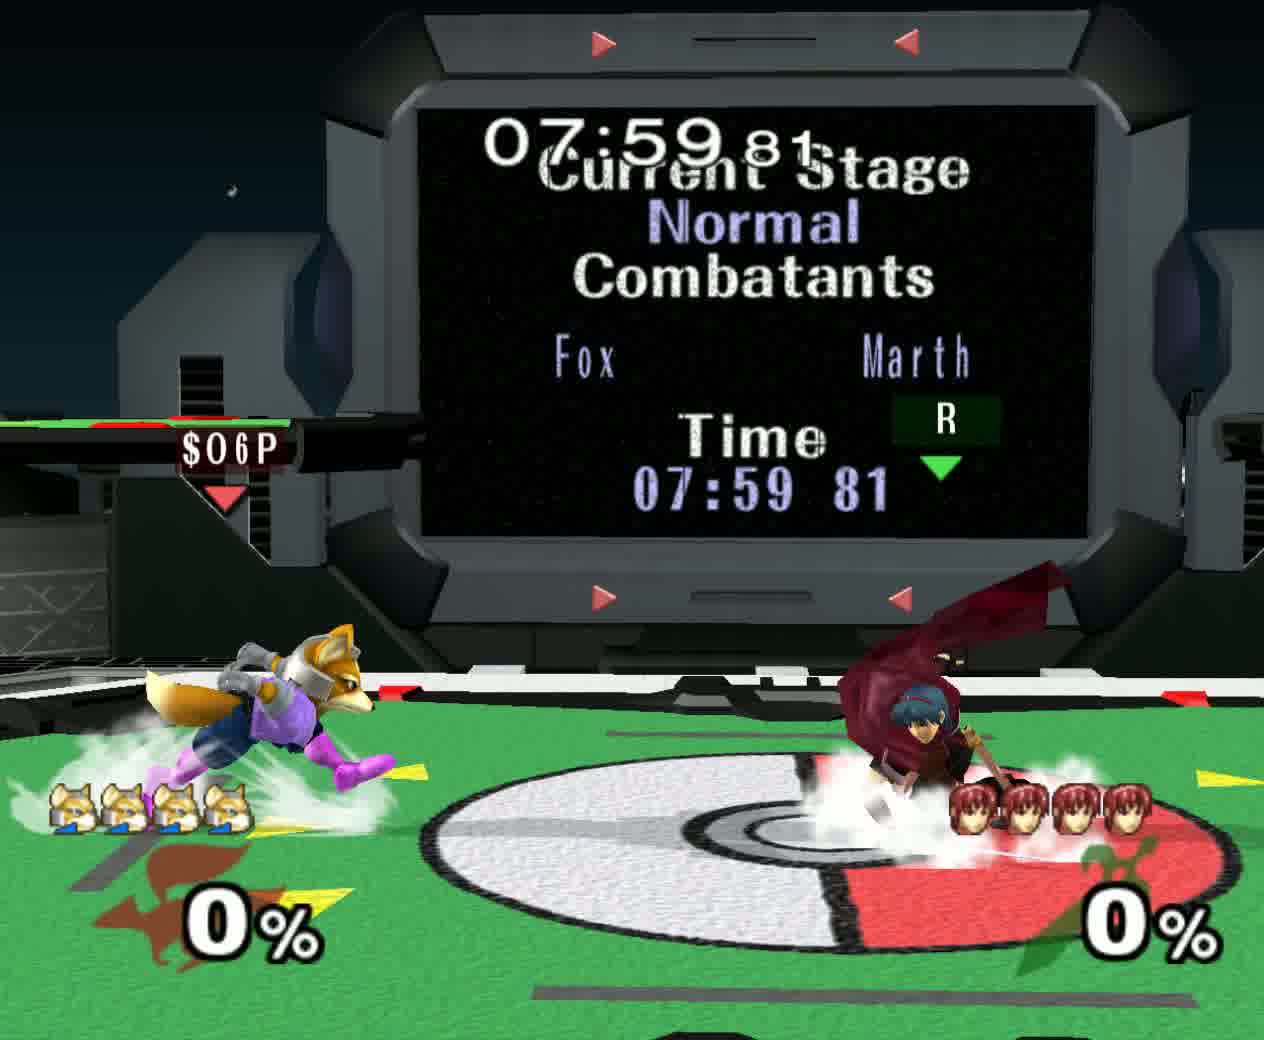 07:59 81
Current Stage
Normal
Combatants
Fox Marth
R
Time
$06P
07:59 81
0%
0%